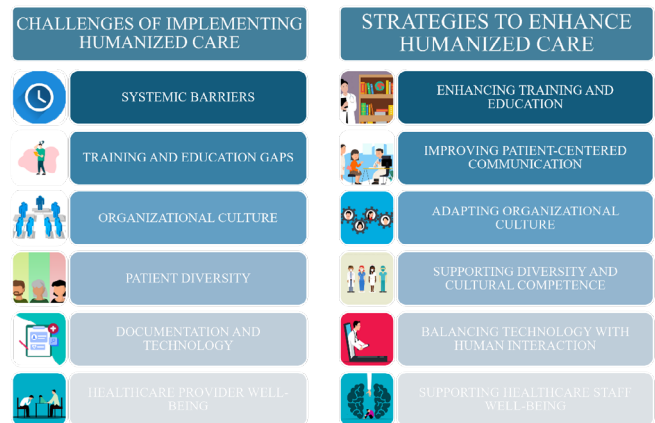 CHALLENGES OF IMPLEMENTING
HUMANIZED CARE
SYSTEMIC BARRIERS
TRAINING AND EDUCATION GAPS
ORGANIZATIONAL CULTURE
PATIENT DIVERSITY
DOCUMENTATION AND
TECHNOLOGY
HEALTHCARE PROVIDER WELL-
BEING
STRATEGIES TO ENHANCE
HUMANIZED CARE
ENHANCING TRAINING AND
EDUCATION
IMPROVING PATIENT-CENTERED
COMMUNICATION
ADAPTING ORGANIZATIONAL
CULTURE
SUPPORTING DIVERSITY AND
CULTURAL COMPETENCE
BALANCING TECHNOLOGY WITH
HUMAN INTERACTION
SUPPORTING HEALTHCARE STAFF
WELL-BEING